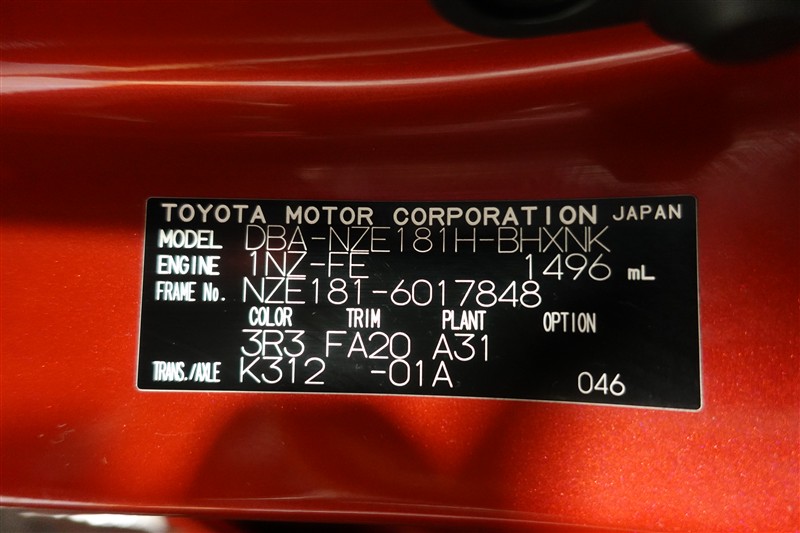 TOYOTA MOTOR CORPORATION JAPAN
MODEL DBA-NZE181H-BHXNK
ENGINE 1NZ-FE 1496 mL
FRAME No. NZE181-6017848
COLOR TRIM PLANT OPTION
3R3 FA20 A31
TRANS./AXLE K312 -01A 046